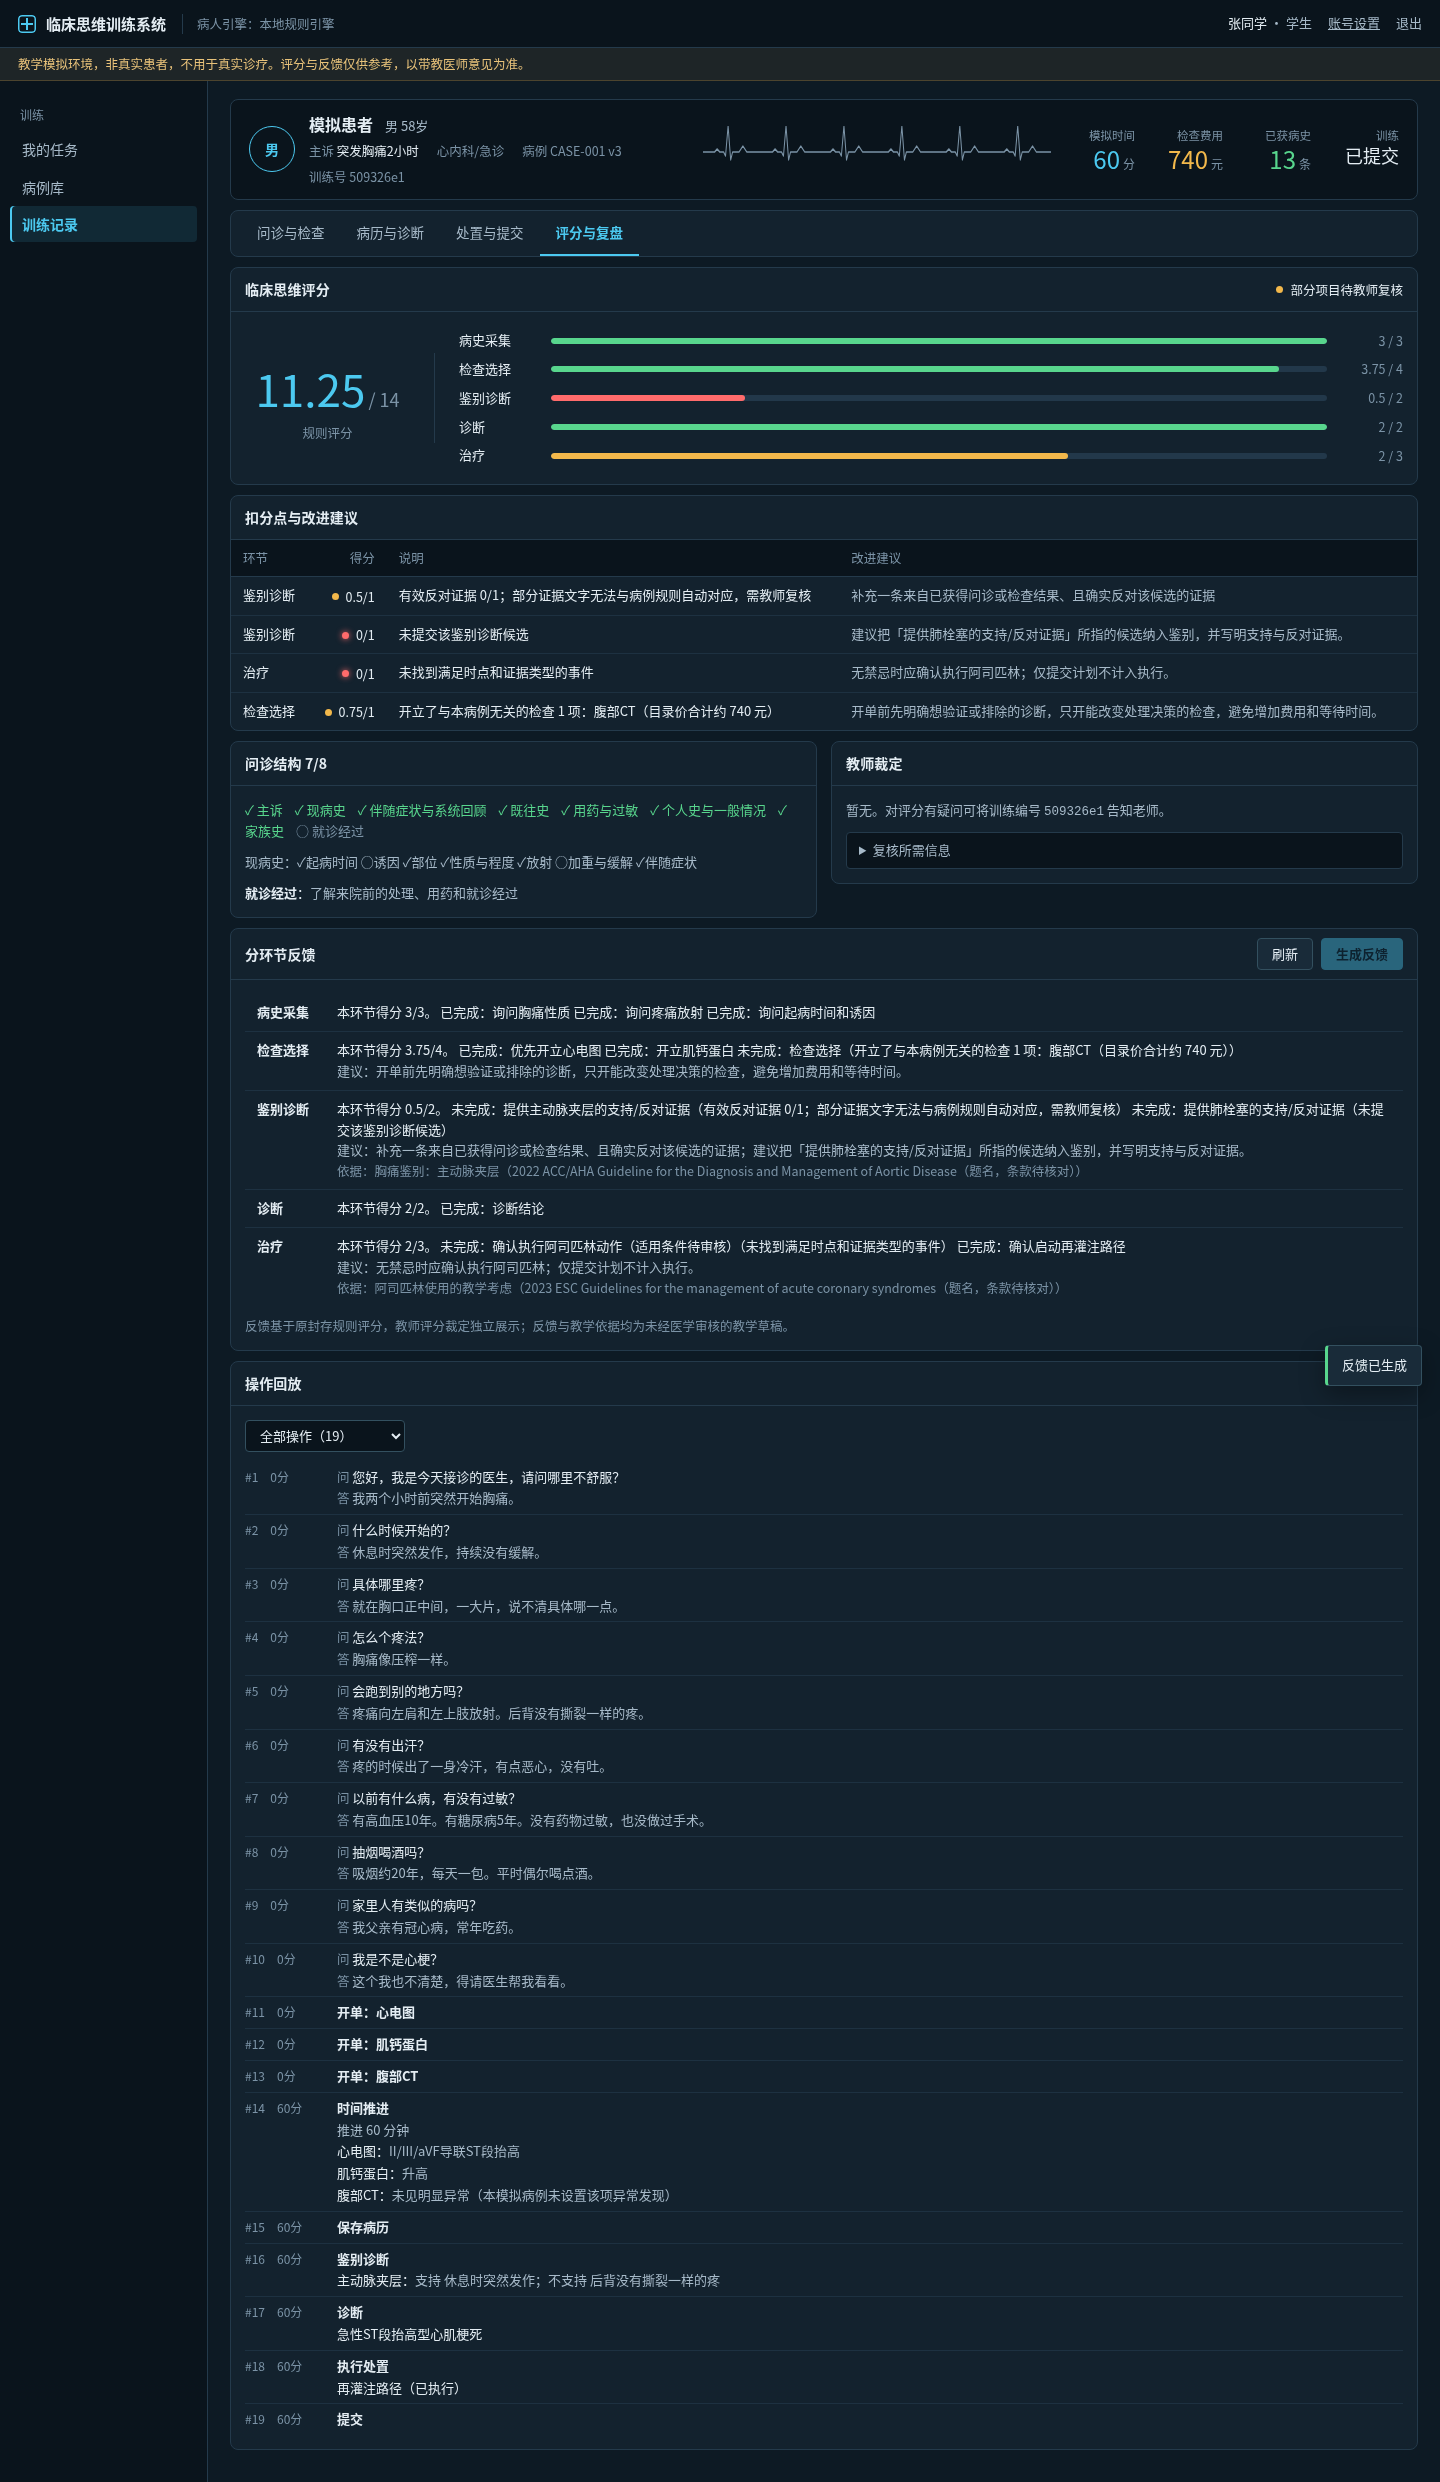 临床思维训练系统 病人引擎：本地规则引擎 张同学 · 学生 账号设置 退出
教学模拟环境，非真实患者，不用于真实诊疗。评分与反馈仅供参考，以带教医师意见为准。
训练
我的任务
病例库
训练记录
男
模拟患者 男 58岁
主诉 突发胸痛2小时 心内科/急诊 病例 CASE-001 v3
训练号 509326e1
模拟时间
60 分
检查费用
740 元
已获病史
13 条
训练
已提交
问诊与检查 病历与诊断 处置与提交 评分与复盘
临床思维评分 部分项目待教师复核
11.25 / 14
规则评分
病史采集 3 / 3
检查选择 3.75 / 4
鉴别诊断 0.5 / 2
诊断 2 / 2
治疗 2 / 3
扣分点与改进建议
环节 得分 说明 改进建议
鉴别诊断 0.5/1 有效反对证据 0/1；部分证据文字无法与病例规则自动对应，需教师复核 补充一条来自已获得问诊或检查结果、且确实反对该候选的证据
鉴别诊断 0/1 未提交该鉴别诊断候选 建议把「提供肺栓塞的支持/反对证据」所指的候选纳入鉴别，并写明支持与反对证据。
治疗 0/1 未找到满足时点和证据类型的事件 无禁忌时应确认执行阿司匹林；仅提交计划不计入执行。
检查选择 0.75/1 开立了与本病例无关的检查 1 项：腹部CT（目录价合计约 740 元） 开单前先明确想验证或排除的诊断，只开能改变处理决策的检查，避免增加费用和等待时间。
问诊结构 7/8
✓ 主诉 ✓ 现病史 ✓ 伴随症状与系统回顾 ✓ 既往史 ✓ 用药与过敏 ✓ 个人史与一般情况 ✓
家族史 ○ 就诊经过
现病史：✓起病时间 ○诱因 ✓部位 ✓性质与程度 ✓放射 ○加重与缓解 ✓伴随症状
就诊经过：了解来院前的处理、用药和就诊经过
教师裁定
暂无。对评分有疑问可将训练编号 509326e1 告知老师。
▶ 复核所需信息
分环节反馈 刷新 生成反馈
病史采集 本环节得分 3/3。 已完成：询问胸痛性质 已完成：询问疼痛放射 已完成：询问起病时间和诱因
检查选择 本环节得分 3.75/4。 已完成：优先开立心电图 已完成：开立肌钙蛋白 未完成：检查选择（开立了与本病例无关的检查 1 项：腹部CT（目录价合计约 740 元））
建议：开单前先明确想验证或排除的诊断，只开能改变处理决策的检查，避免增加费用和等待时间。
鉴别诊断 本环节得分 0.5/2。 未完成：提供主动脉夹层的支持/反对证据（有效反对证据 0/1；部分证据文字无法与病例规则自动对应，需教师复核） 未完成：提供肺栓塞的支持/反对证据（未提
交该鉴别诊断候选）
建议：补充一条来自已获得问诊或检查结果、且确实反对该候选的证据；建议把「提供肺栓塞的支持/反对证据」所指的候选纳入鉴别，并写明支持与反对证据。
依据：胸痛鉴别：主动脉夹层（2022 ACC/AHA Guideline for the Diagnosis and Management of Aortic Disease（题名，条款待核对））
诊断 本环节得分 2/2。 已完成：诊断结论
治疗 本环节得分 2/3。 未完成：确认执行阿司匹林动作（适用条件待审核）（未找到满足时点和证据类型的事件） 已完成：确认启动再灌注路径
建议：无禁忌时应确认执行阿司匹林；仅提交计划不计入执行。
依据：阿司匹林使用的教学考虑（2023 ESC Guidelines for the management of acute coronary syndromes（题名，条款待核对））
反馈基于原封存规则评分，教师评分裁定独立展示；反馈与教学依据均为未经医学审核的教学草稿。
反馈已生成
操作回放
全部操作（19）
#1 0分 问 您好，我是今天接诊的医生，请问哪里不舒服？
答 我两个小时前突然开始胸痛。
#2 0分 问 什么时候开始的？
答 休息时突然发作，持续没有缓解。
#3 0分 问 具体哪里疼？
答 就在胸口正中间，一大片，说不清具体哪一点。
#4 0分 问 怎么个疼法？
答 胸痛像压榨一样。
#5 0分 问 会跑到别的地方吗？
答 疼痛向左肩和左上肢放射。后背没有撕裂一样的疼。
#6 0分 问 有没有出汗？
答 疼的时候出了一身冷汗，有点恶心，没有吐。
#7 0分 问 以前有什么病，有没有过敏？
答 有高血压10年。有糖尿病5年。没有药物过敏，也没做过手术。
#8 0分 问 抽烟喝酒吗？
答 吸烟约20年，每天一包。平时偶尔喝点酒。
#9 0分 问 家里人有类似的病吗？
答 我父亲有冠心病，常年吃药。
#10 0分 问 我是不是心梗？
答 这个我也不清楚，得请医生帮我看看。
#11 0分 开单：心电图
#12 0分 开单：肌钙蛋白
#13 0分 开单：腹部CT
#14 60分 时间推进
推进 60 分钟
心电图：II/III/aVF导联ST段抬高
肌钙蛋白：升高
腹部CT：未见明显异常（本模拟病例未设置该项异常发现）
#15 60分 保存病历
#16 60分 鉴别诊断
主动脉夹层：支持 休息时突然发作；不支持 后背没有撕裂一样的疼
#17 60分 诊断
急性ST段抬高型心肌梗死
#18 60分 执行处置
再灌注路径（已执行）
#19 60分 提交